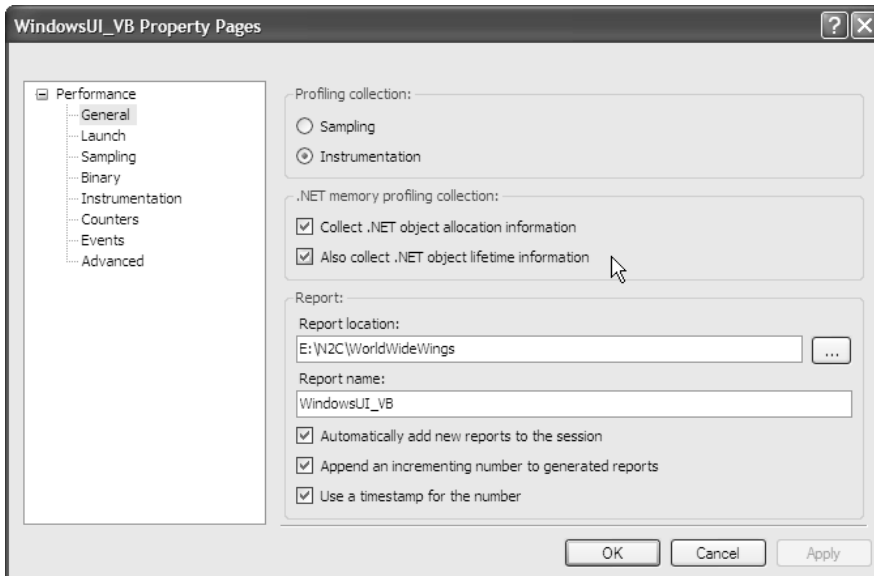 WindowsUI_VB Property Pages
Performance
General
Launch
Sampling
Binary
Instrumentation
Counters
Events
Advanced
Profiling collection:
Sampling
Instrumentation
.NET memory profiling collection:
Collect .NET object allocation information
Also collect .NET object lifetime information
Report:
Report location:
E:\N2C\WorldWideWings
...
Report name:
WindowsUI_VB
Automatically add new reports to the session
Append an incrementing number to generated reports
Use a timestamp for the number
OK Cancel Apply